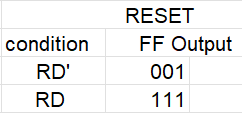 RESET
condition FF Output
RD' 001
RD 111